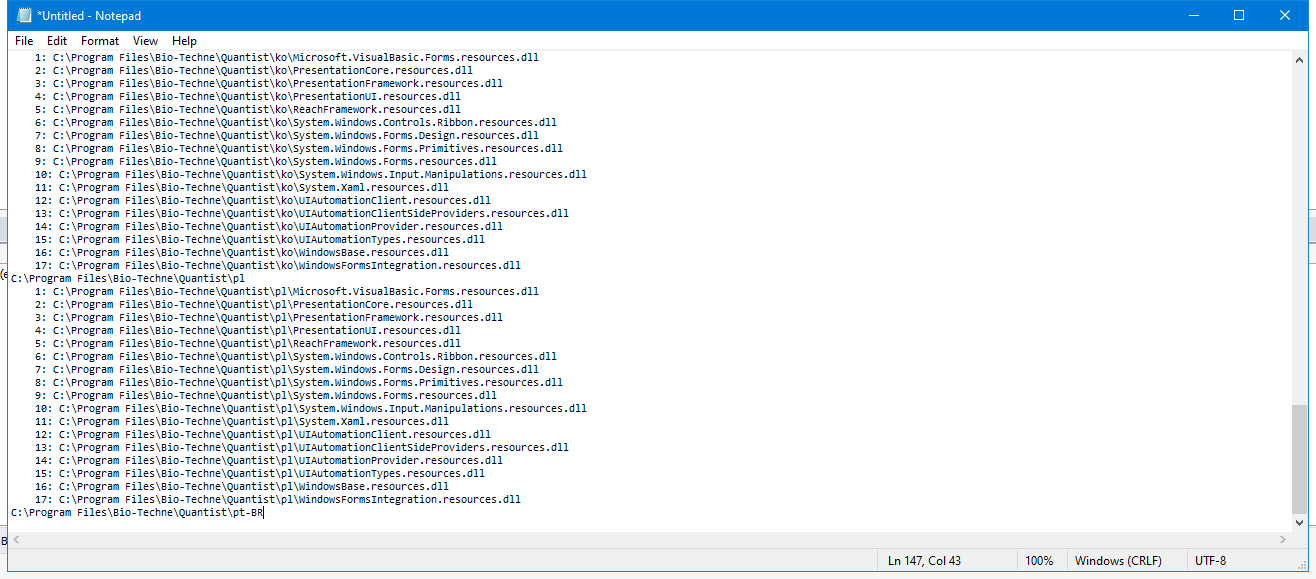 *Untitled - Notepad
File Edit Format View Help
1: C:\Program Files\Bio-Techne\Quantist\ko\Microsoft.VisualBasic.Forms.resources.dll
2: C:\Program Files\Bio-Techne\Quantist\ko\PresentationCore.resources.dll
3: C:\Program Files\Bio-Techne\Quantist\ko\PresentationFramework.resources.dll
4: C:\Program Files\Bio-Techne\Quantist\ko\PresentationUI.resources.dll
5: C:\Program Files\Bio-Techne\Quantist\ko\ReachFramework.resources.dll
6: C:\Program Files\Bio-Techne\Quantist\ko\System.Windows.Controls.Ribbon.resources.dll
7: C:\Program Files\Bio-Techne\Quantist\ko\System.Windows.Forms.Design.resources.dll
8: C:\Program Files\Bio-Techne\Quantist\ko\System.Windows.Forms.Primitives.resources.dll
9: C:\Program Files\Bio-Techne\Quantist\ko\System.Windows.Forms.resources.dll
10: C:\Program Files\Bio-Techne\Quantist\ko\System.Windows.Input.Manipulations.resources.dll
11: C:\Program Files\Bio-Techne\Quantist\ko\System.Xaml.resources.dll
12: C:\Program Files\Bio-Techne\Quantist\ko\UIAutomationClient.resources.dll
13: C:\Program Files\Bio-Techne\Quantist\ko\UIAutomationClientSideProviders.resources.dll
14: C:\Program Files\Bio-Techne\Quantist\ko\UIAutomationProvider.resources.dll
15: C:\Program Files\Bio-Techne\Quantist\ko\UIAutomationTypes.resources.dll
16: C:\Program Files\Bio-Techne\Quantist\ko\WindowsBase.resources.dll
17: C:\Program Files\Bio-Techne\Quantist\ko\WindowsFormsIntegration.resources.dll
(e
C:\Program Files\Bio-Techne\Quantist\pl
1: C:\Program Files\Bio-Techne\Quantist\pl\Microsoft.VisualBasic.Forms.resources.dll
2: C:\Program Files\Bio-Techne\Quantist\pl\PresentationCore.resources.dll
3: C:\Program Files\Bio-Techne\Quantist\pl\PresentationFramework.resources.dll
4: C:\Program Files\Bio-Techne\Quantist\pl\PresentationUI.resources.dll
5: C:\Program Files\Bio-Techne\Quantist\pl\ReachFramework.resources.dll
6: C:\Program Files\Bio-Techne\Quantist\pl\System.Windows.Controls.Ribbon.resources.dll
7: C:\Program Files\Bio-Techne\Quantist\pl\System.Windows.Forms.Design.resources.dll
8: C:\Program Files\Bio-Techne\Quantist\pl\System.Windows.Forms.Primitives.resources.dll
9: C:\Program Files\Bio-Techne\Quantist\pl\System.Windows.Forms.resources.dll
10: C:\Program Files\Bio-Techne\Quantist\pl\System.Windows.Input.Manipulations.resources.dll
11: C:\Program Files\Bio-Techne\Quantist\pl\System.Xaml.resources.dll
12: C:\Program Files\Bio-Techne\Quantist\pl\UIAutomationClient.resources.dll
13: C:\Program Files\Bio-Techne\Quantist\pl\UIAutomationClientSideProviders.resources.dll
14: C:\Program Files\Bio-Techne\Quantist\pl\UIAutomationProvider.resources.dll
15: C:\Program Files\Bio-Techne\Quantist\pl\UIAutomationTypes.resources.dll
16: C:\Program Files\Bio-Techne\Quantist\pl\WindowsBase.resources.dll
17: C:\Program Files\Bio-Techne\Quantist\pl\WindowsFormsIntegration.resources.dll
C:\Program Files\Bio-Techne\Quantist\pt-BR
B
Ln 147, Col 43 100% Windows (CRLF) UTF-8